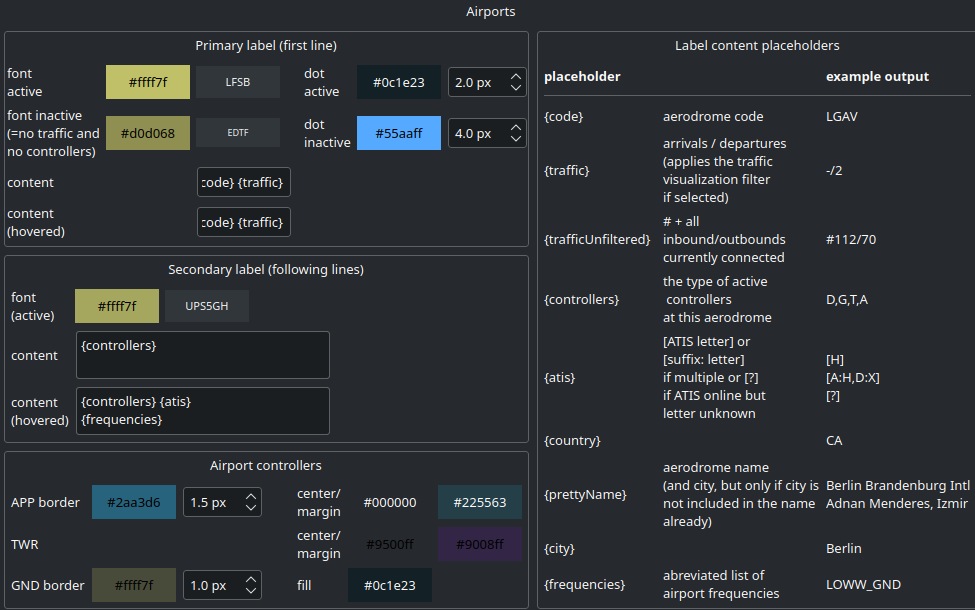 Airports
Primary label (first line)
font
active
#ffff7f
LFSB
dot
active
#0c1e23
2.0 px
font inactive
(=no traffic and
no controllers)
#d0d068
EDTF
dot
inactive
#55aaff
4.0 px
content
code} {traffic}
content
(hovered)
code} {traffic}
Secondary label (following lines)
font
(active)
#ffff7f
UPS5GH
content
{controllers}
content
(hovered)
{controllers} {atis}
{frequencies}
Airport controllers
APP border
#2aa3d6
1.5 px
center/
margin
#000000
#225563
TWR
center/
margin
#9500ff
#9008ff
GND border
#ffff7f
1.0 px
fill
#0c1e23
Label content placeholders
placeholder
example output
{code}
aerodrome code
LGAV
{traffic}
arrivals / departures
(applies the traffic
visualization filter
if selected)
-/2
{trafficUnfiltered}
# + all
inbound/outbounds
currently connected
#112/70
{controllers}
the type of active
controllers
at this aerodrome
D,G,T,A
{atis}
[ATIS letter] or
[suffix: letter]
if multiple or [?]
if ATIS online but
letter unknown
[H]
[A:H,D:X]
[?]
{country}
CA
{prettyName}
aerodrome name
(and city, but only if city is
not included in the name
already)
Berlin Brandenburg Intl
Adnan Menderes, Izmir
{city}
Berlin
{frequencies}
abreviated list of
airport frequencies
LOWW_GND